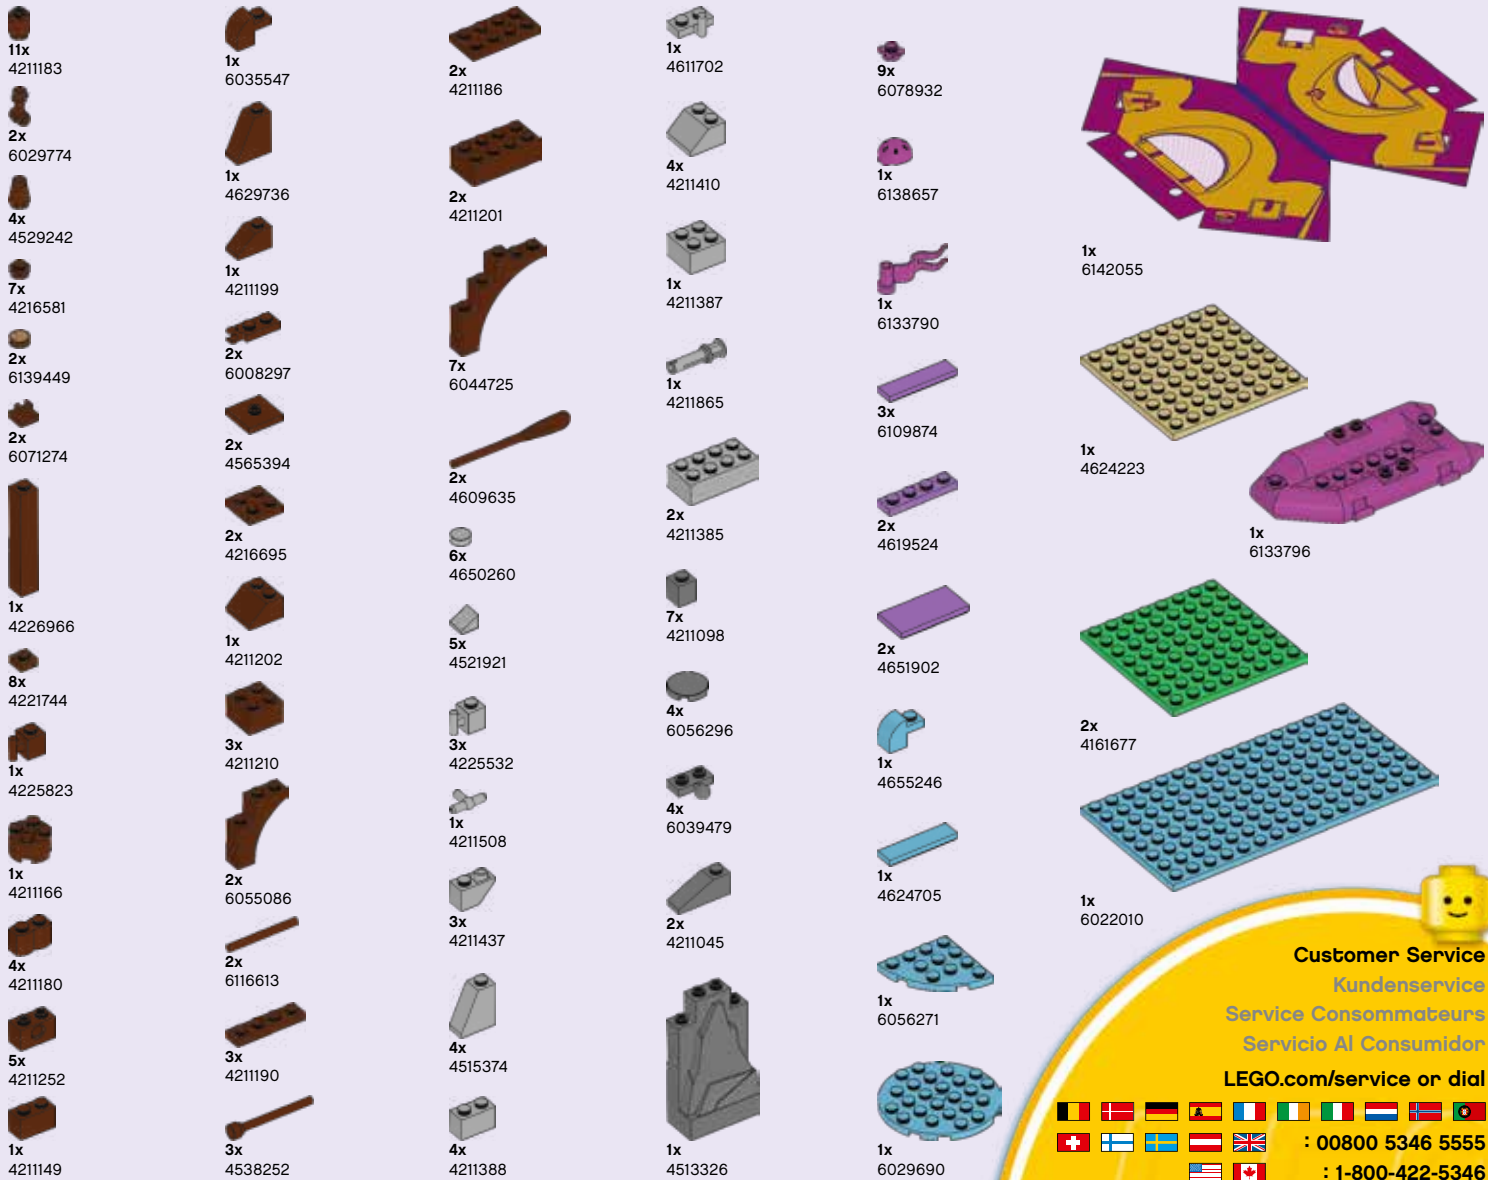 11x
4211183
2x
6029774
4x
4529242
7x
4216581
2x
6139449
2x
6071274
1x
4226966
8x
4221744
1x
4225823
1x
4211166
4x
4211180
5x
4211252
1x
4211149
1x
6035547
1x
4629736
1x
4211199
2x
6008297
2x
4565394
2x
4216695
1x
4211202
3x
4211210
2x
6055086
2x
6116613
3x
4211190
3x
4538252
2x
4211186
2x
4211201
7x
6044725
2x
4609635
6x
4650260
5x
4521921
3x
4225532
1x
4211508
3x
4211437
4x
4515374
4x
4211388
1x
4611702
4x
4211410
1x
4211387
1x
4211865
2x
4211385
7x
4211098
4x
6056296
4x
6039479
2x
4211045
1x
4513326
9x
6078932
1x
6138657
1x
6133790
3x
6109874
2x
4619524
2x
4651902
1x
4655246
1x
4624705
1x
6056271
1x
6029690
1x
6142055
1x
4624223
1x
6133796
2x
4161677
1x
6022010
Customer Service
Kundenservice
Service Consommateurs
Servicio Al Consumidor
LEGO.com/service or dial
: 00800 5346 5555
: 1-800-422-5346